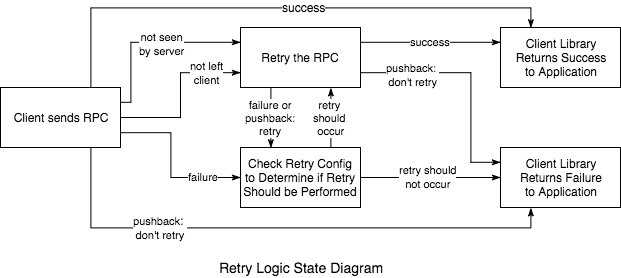 success
not seen
by server
not left
client
Retry the RPC
success
Client Library
Returns Success
to Application
pushback:
don't retry
Client sends RPC
failure or
pushback:
retry
retry
should
occur
failure
Check Retry Config
to Determine if Retry
Should be Performed
retry should
not occur
Client Library
Returns Failure
to Application
pushback:
don't retry
Retry Logic State Diagram